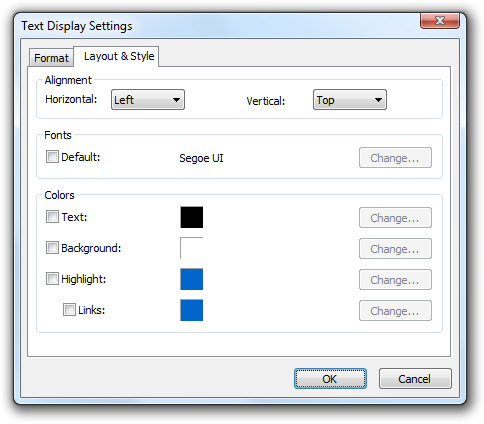 Text Display Settings
Format Layout & Style
Alignment
Horizontal: Left Vertical: Top
Fonts
Default: Segoe UI Change...
Colors
Text: Change...
Background: Change...
Highlight: Change...
Links: Change...
OK Cancel